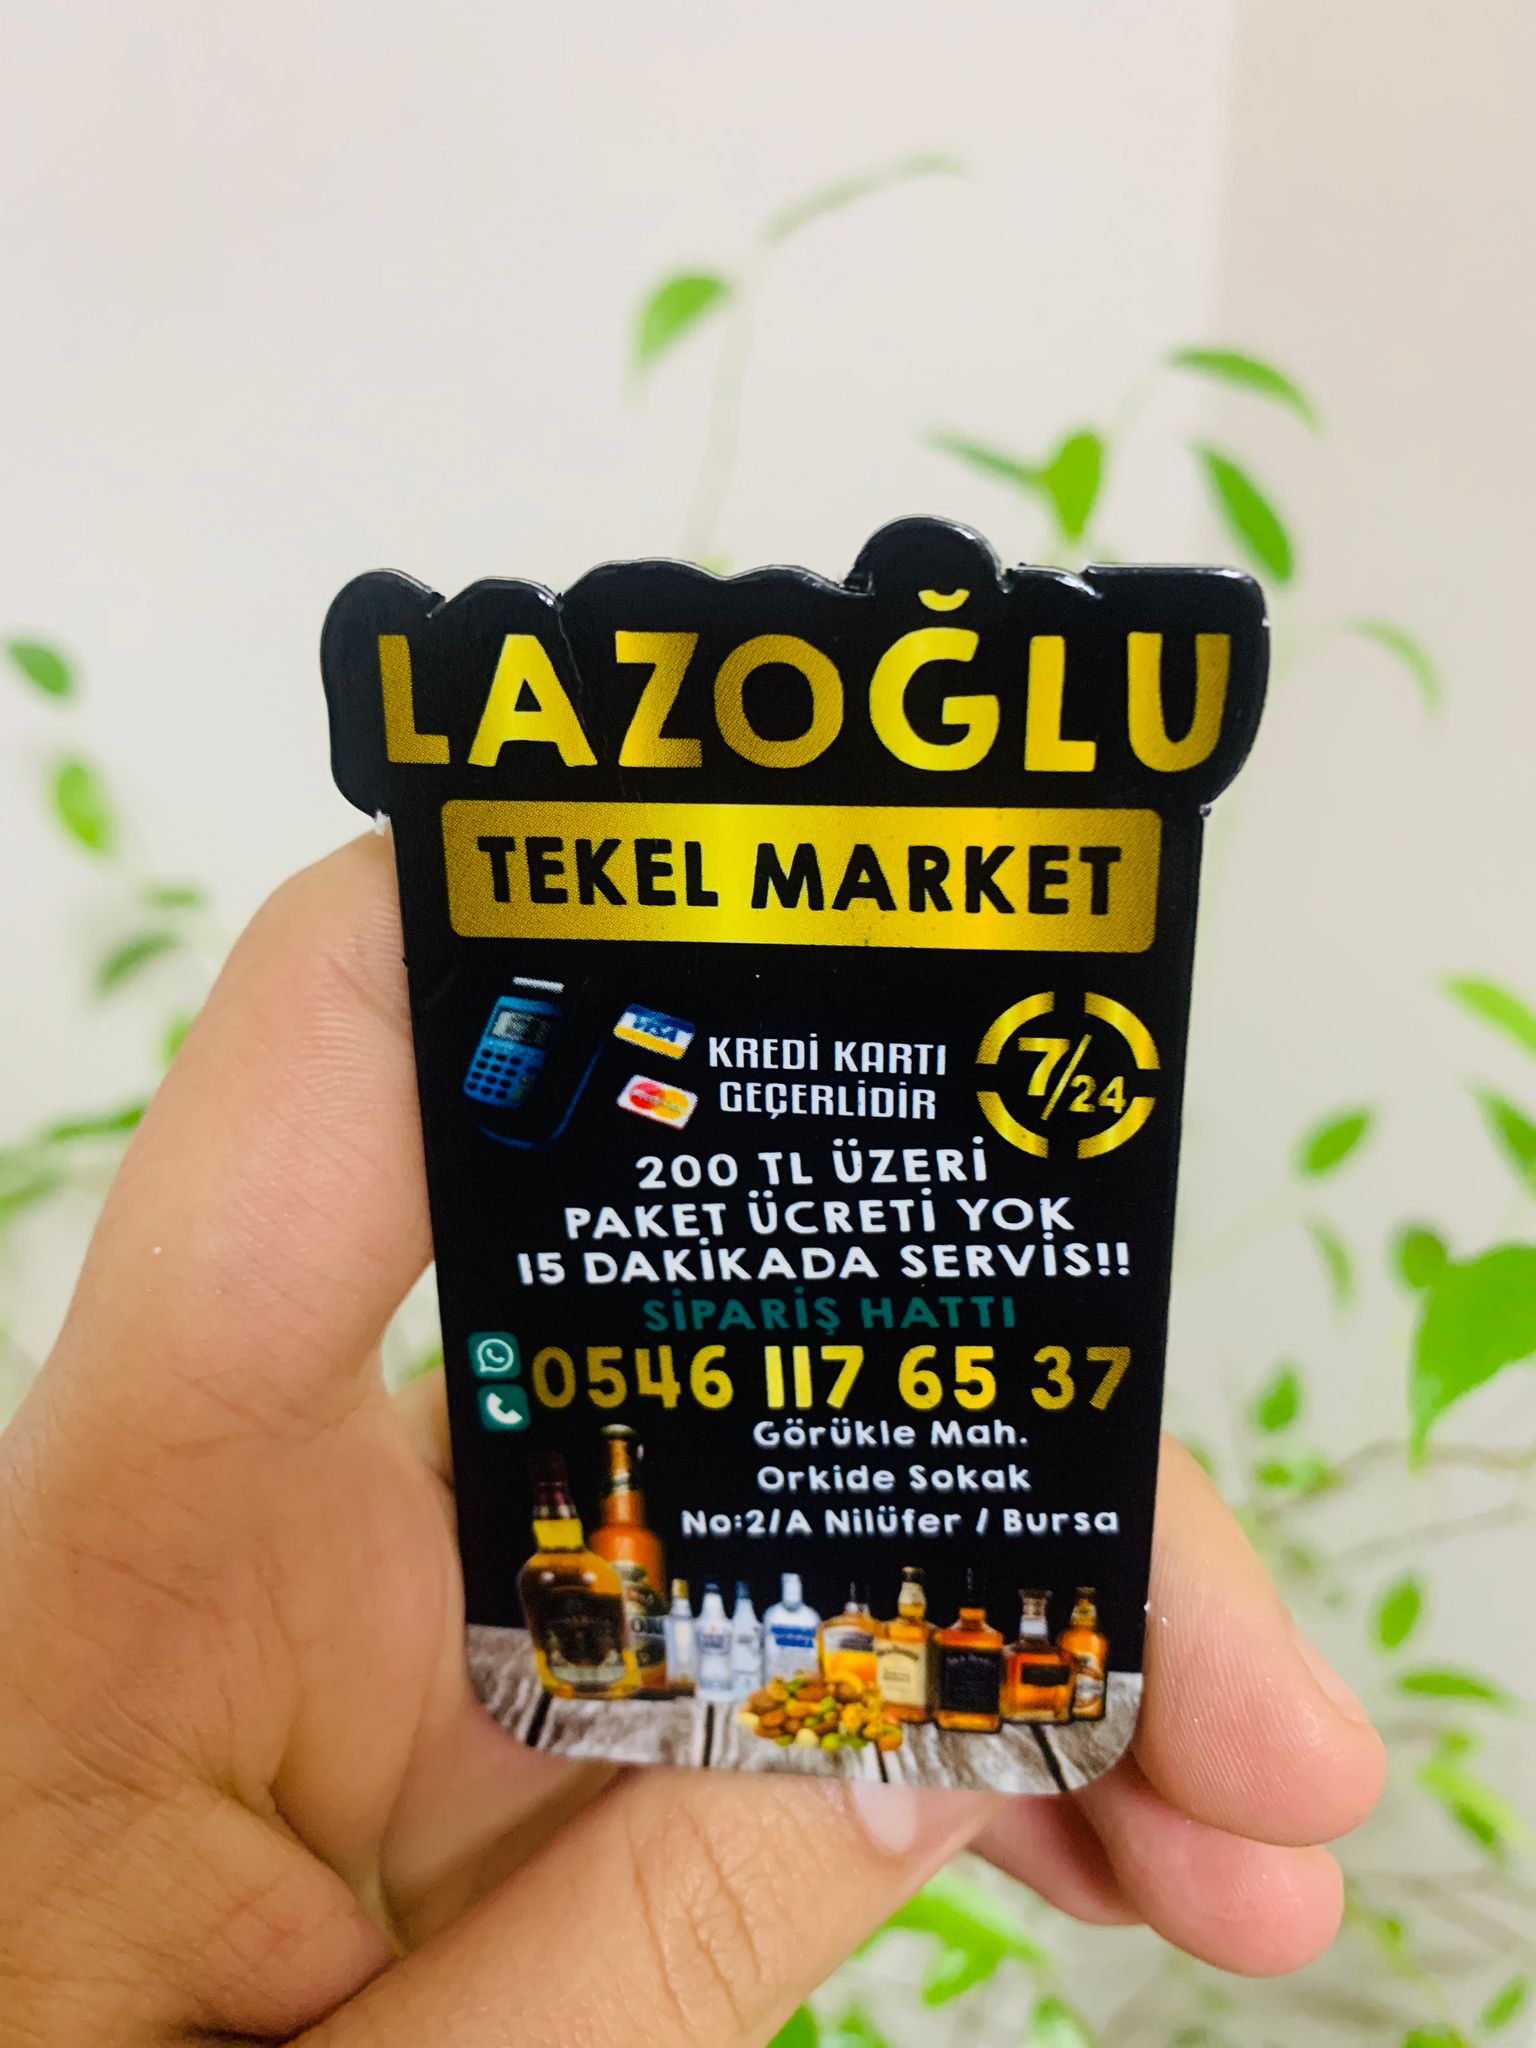 LAZOĞLU
TEKEL MARKET
VISA
KREDİ KARTI
GEÇERLİDİR
7/24
200 TL ÜZERİ
PAKET ÜCRETİ YOK
15 DAKİKADA SERVİS!!
SİPARİŞ HATTI
0546 117 65 37
Görükle Mah.
Orkide Sokak
No:2/A Nilüfer / Bursa